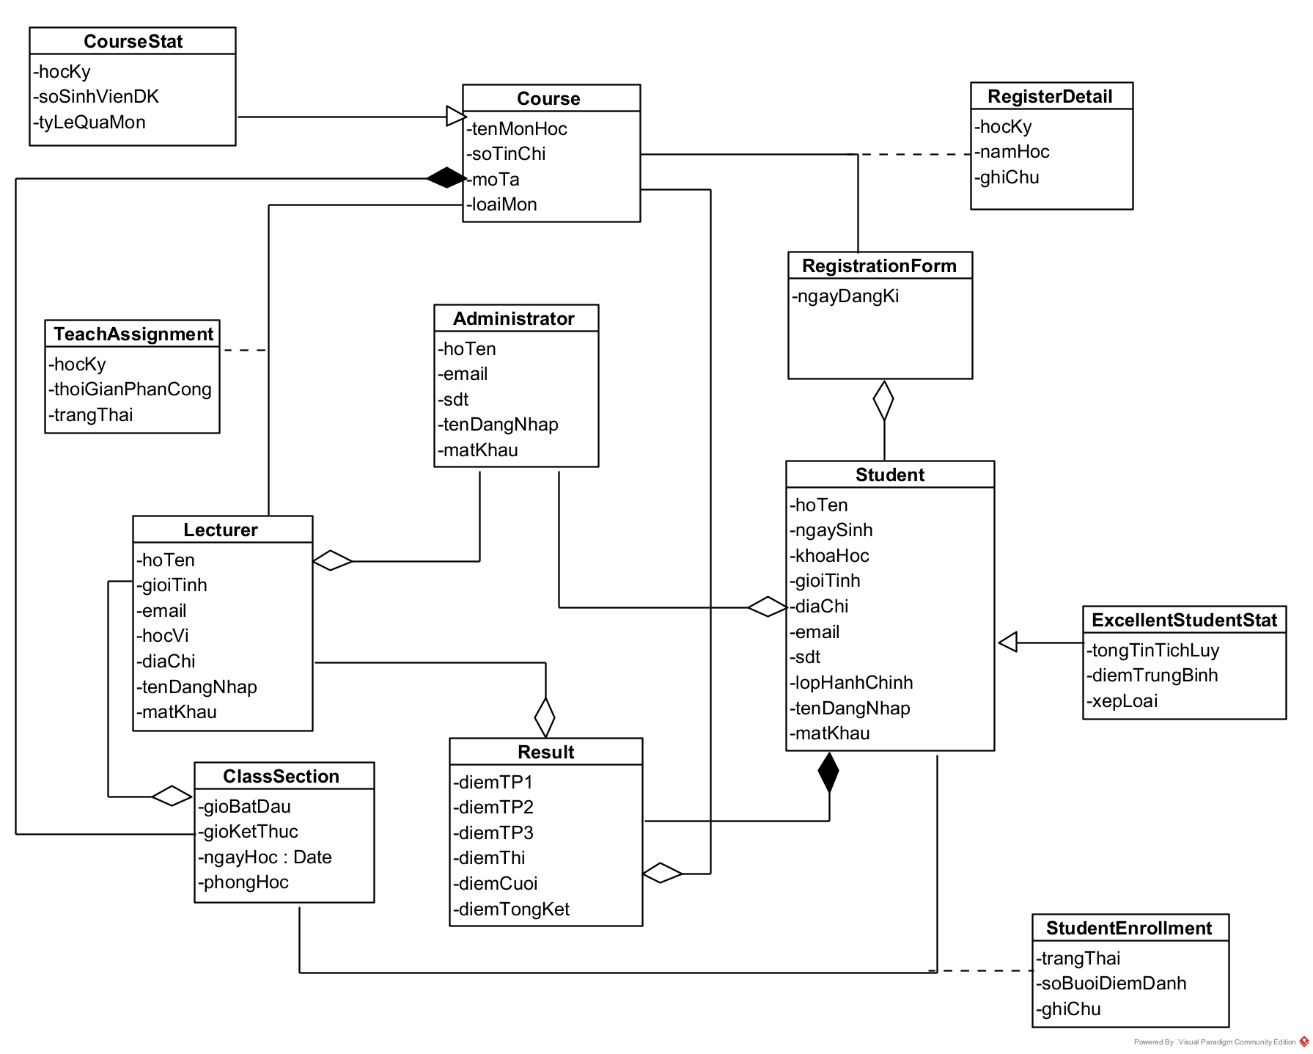 CourseStat
-hocKy
-soSinhVienDK
-tyLeQuaMon
Course
-tenMonHoc
-soTinChi
-moTa
-loaiMon
RegisterDetail
-hocKy
-namHoc
-ghiChu
RegistrationForm
-ngayDangKi
TeachAssignment
-hocKy
-thoiGianPhanCong
-trangThai
Administrator
-hoTen
-email
-sdt
-tenDangNhap
-matKhau
Student
-hoTen
-ngaySinh
-khoaHoc
-gioiTinh
-diaChi
-email
-sdt
-lopHanhChinh
-tenDangNhap
-matKhau
Lecturer
-hoTen
-gioiTinh
-email
-hocVi
-diaChi
-tenDangNhap
-matKhau
ExcellentStudentStat
-tongTinTichLuy
-diemTrungBinh
-xepLoai
ClassSection
-gioBatDau
-gioKetThuc
-ngayHoc : Date
-phongHoc
Result
-diemTP1
-diemTP2
-diemTP3
-diemThi
-diemCuoi
-diemTongKet
StudentEnrollment
-trangThai
-soBuoiDiemDanh
-ghiChu
Powered By: Visual Paradigm Community Edition